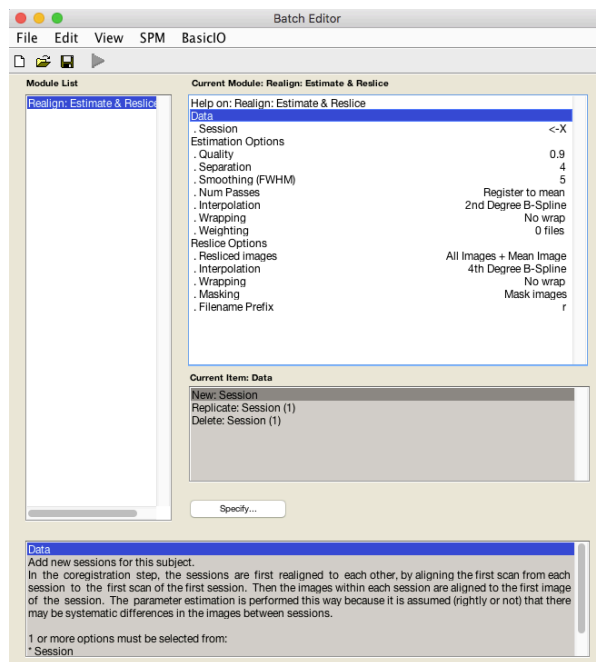 Batch Editor
File Edit View SPM BasicIO
Module List
Realign: Estimate & Reslice
Current Module: Realign: Estimate & Reslice
Help on: Realign: Estimate & Reslice
Data
. Session <-X
Estimation Options
. Quality 0.9
. Separation 4
. Smoothing (FWHM) 5
. Num Passes Register to mean
. Interpolation 2nd Degree B-Spline
. Wrapping No wrap
. Weighting 0 files
Reslice Options
. Resliced images All Images + Mean Image
. Interpolation 4th Degree B-Spline
. Wrapping No wrap
. Masking Mask images
. Filename Prefix r
Current Item: Data
New: Session
Replicate: Session (1)
Delete: Session (1)
Specify...
Data
Add new sessions for this subject.
In the coregistration step, the sessions are first realigned to each other, by aligning the first scan from each
session to the first scan of the first session. Then the images within each session are aligned to the first image
of the session. The parameter estimation is performed this way because it is assumed (rightly or not) that there
may be systematic differences in the images between sessions.
1 or more options must be selected from:
* Session